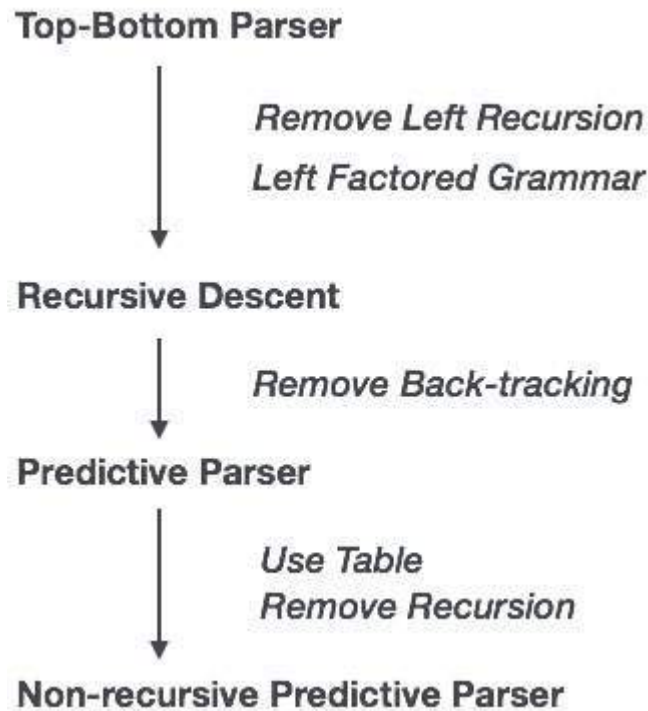 Top-Bottom Parser
Remove Left Recursion
Left Factored Grammar
Recursive Descent
Remove Back-tracking
Predictive Parser
Use Table
Remove Recursion
Non-recursive Predictive Parser